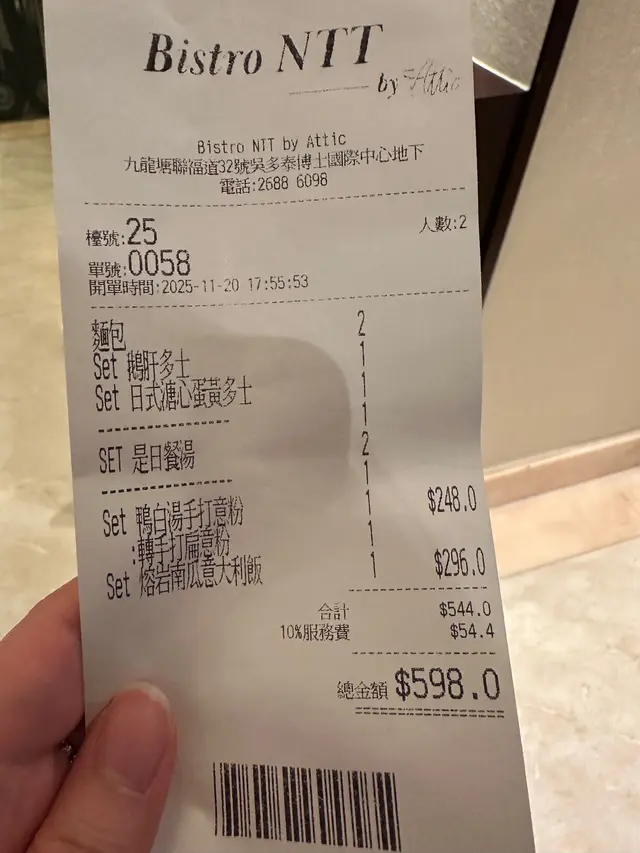 Bistro NTT
by Attic
Bistro NTT by Attic
九龍塘聯福道32號吳多泰博士國際中心地下
電話:2688 6098
檯號:25 人數:2
單號:0058
開單時間:2025-11-20 17:55:53
麵包 2
Set 鵝肝多士 1
Set 日式溏心蛋黃多士 1
---------------- 1
SET 是日餐湯 2
---------------- 1
Set 鴨白湯手打意粉 1 $248.0
:轉手打扁意粉 1
Set 熔岩南瓜意大利飯 1 $296.0
合計 $544.0
10%服務費 $54.4
總金額 $598.0